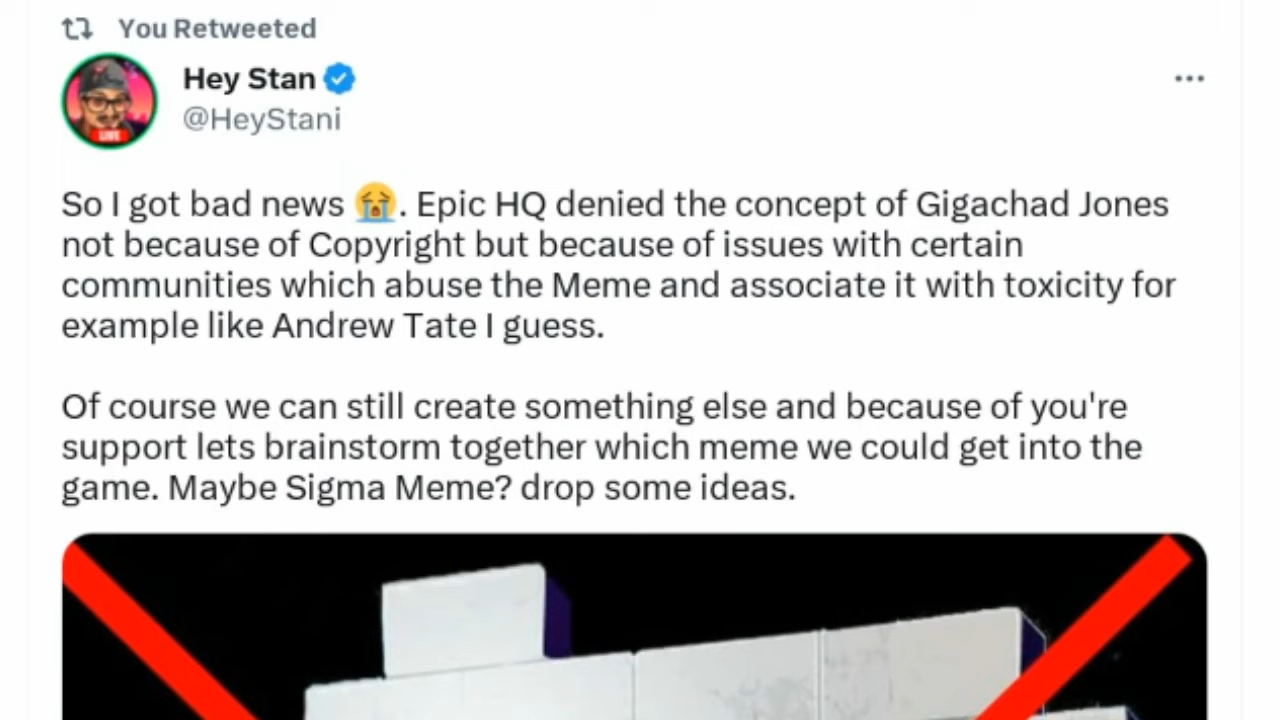 You Retweeted
Hey Stan
@HeyStani
LIVE
So I got bad news 😭. Epic HQ denied the concept of Gigachad Jones
not because of Copyright but because of issues with certain
communities which abuse the Meme and associate it with toxicity for
example like Andrew Tate I guess.
Of course we can still create something else and because of you're
support lets brainstorm together which meme we could get into the
game. Maybe Sigma Meme? drop some ideas.